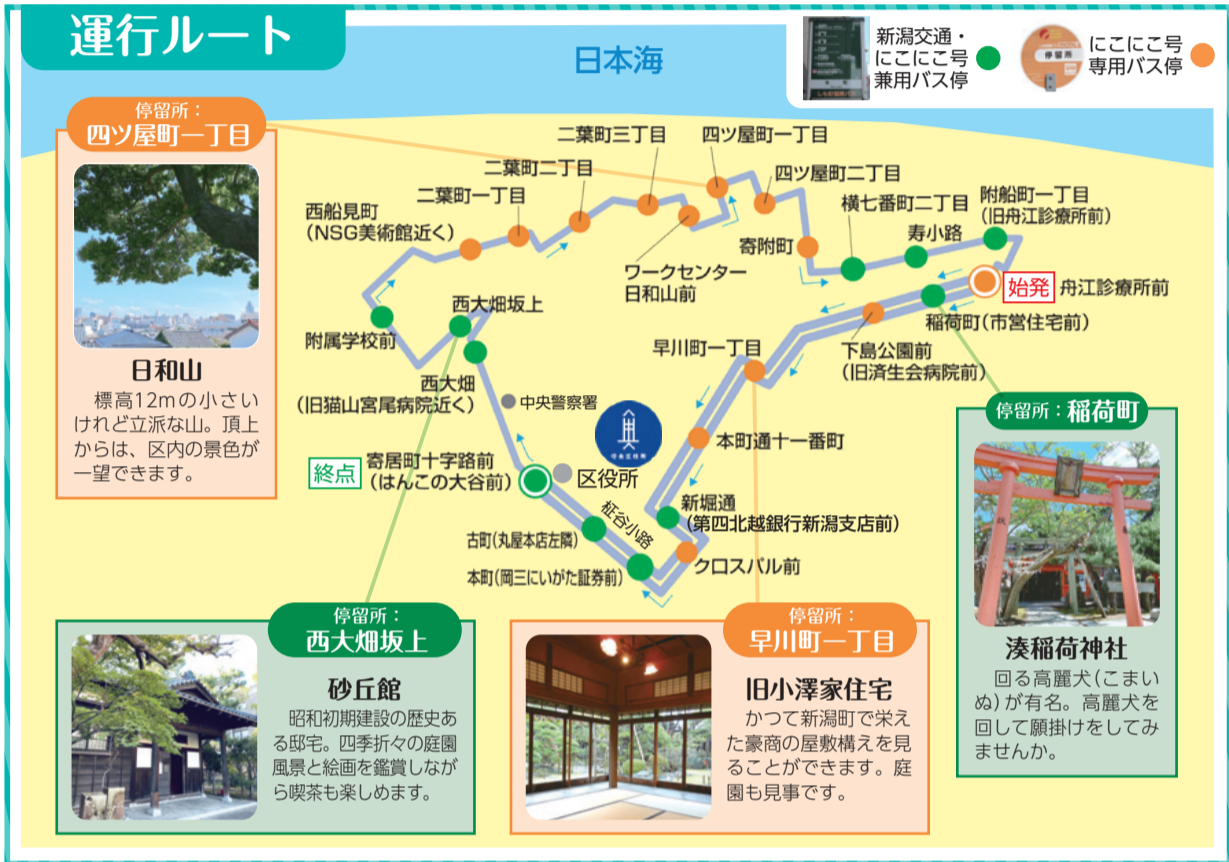 運行ルート
日本海
新潟交通・
にこにこ号
兼用バス停
停留所
にこにこ号
専用バス停
停留所：
四ツ屋町一丁目
日和山
標高12mの小さい
けれど立派な山。頂上
からは、区内の景色が
一望できます。
二葉町三丁目
四ツ屋町一丁目
二葉町二丁目
四ツ屋町二丁目
二葉町一丁目
横七番町二丁目
附船町一丁目
(旧舟江診療所前)
西船見町
(NSG美術館近く)
寿小路
寄附町
ワークセンター
日和山前
始発
舟江診療所前
西大畑坂上
稲荷町(市営住宅前)
附属学校前
早川町一丁目
下島公園前
(旧済生会病院前)
西大畑
(旧猫山宮尾病院近く)
中央警察署
中央区役所
本町通十一番町
終点
寄居町十字路前
(はんこの大谷前)
区役所
新堀通
(第四北越銀行新潟支店前)
柾谷小路
古町(丸屋本店左隣)
クロスパル前
本町(岡三にいがた証券前)
停留所：稲荷町
湊稲荷神社
回る高麗犬(こまい
ぬ)が有名。高麗犬を
回して願掛けをしてみ
ませんか。
停留所：
西大畑坂上
砂丘館
昭和初期建設の歴史あ
る邸宅。四季折々の庭園
風景と絵画を鑑賞しなが
ら喫茶も楽しめます。
停留所：
早川町一丁目
旧小澤家住宅
かつて新潟町で栄え
た豪商の屋敷構えを見
ることができます。庭
園も見事です。